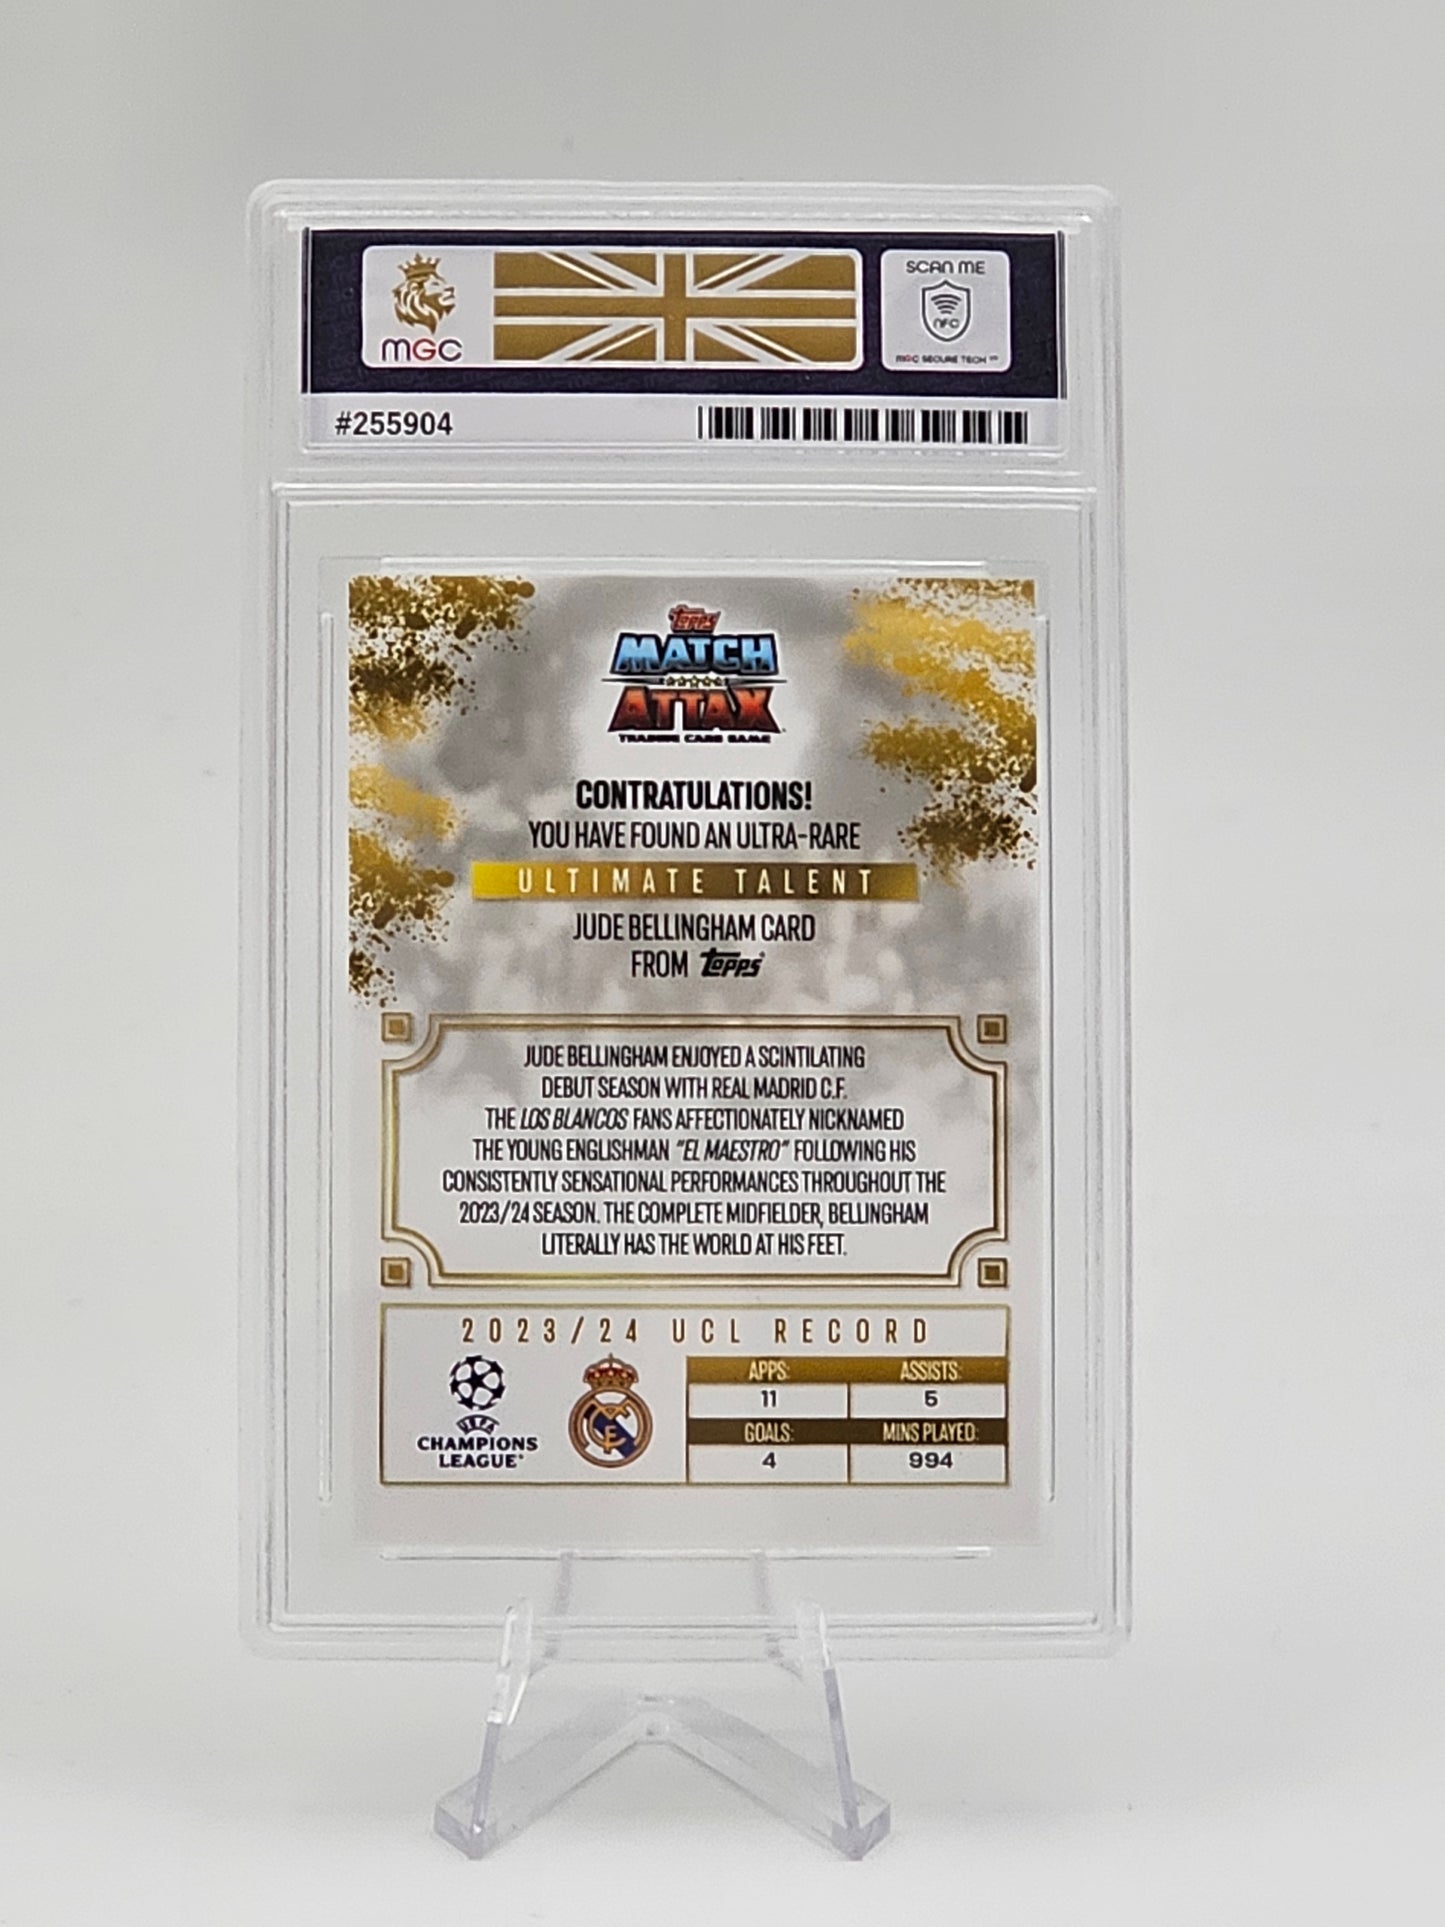 MGC
SCAN ME
NFC
MGC SECURE TECH
#255904
TOPPS
MATCH
ATTAX
TRADING CARD GAME
CONTRATULATIONS!
YOU HAVE FOUND AN ULTRA-RARE
ULTIMATE TALENT
JUDE BELLINGHAM CARD
FROM TOPPS
JUDE BELLINGHAM ENJOYED A SCINTILATING
DEBUT SEASON WITH REAL MADRID C.F.
THE LOS BLANCOS FANS AFFECTIONATELY NICKNAMED
THE YOUNG ENGLISHMAN "EL MAESTRO" FOLLOWING HIS
CONSISTENTLY SENSATIONAL PERFORMANCES THROUGHOUT THE
2023/24 SEASON. THE COMPLETE MIDFIELDER, BELLINGHAM
LITERALLY HAS THE WORLD AT HIS FEET.
2023/24 UCL RECORD
UEFA
CHAMPIONS
LEAGUE
APPS: ASSISTS:
11 5
GOALS: MINS PLAYED:
4 994